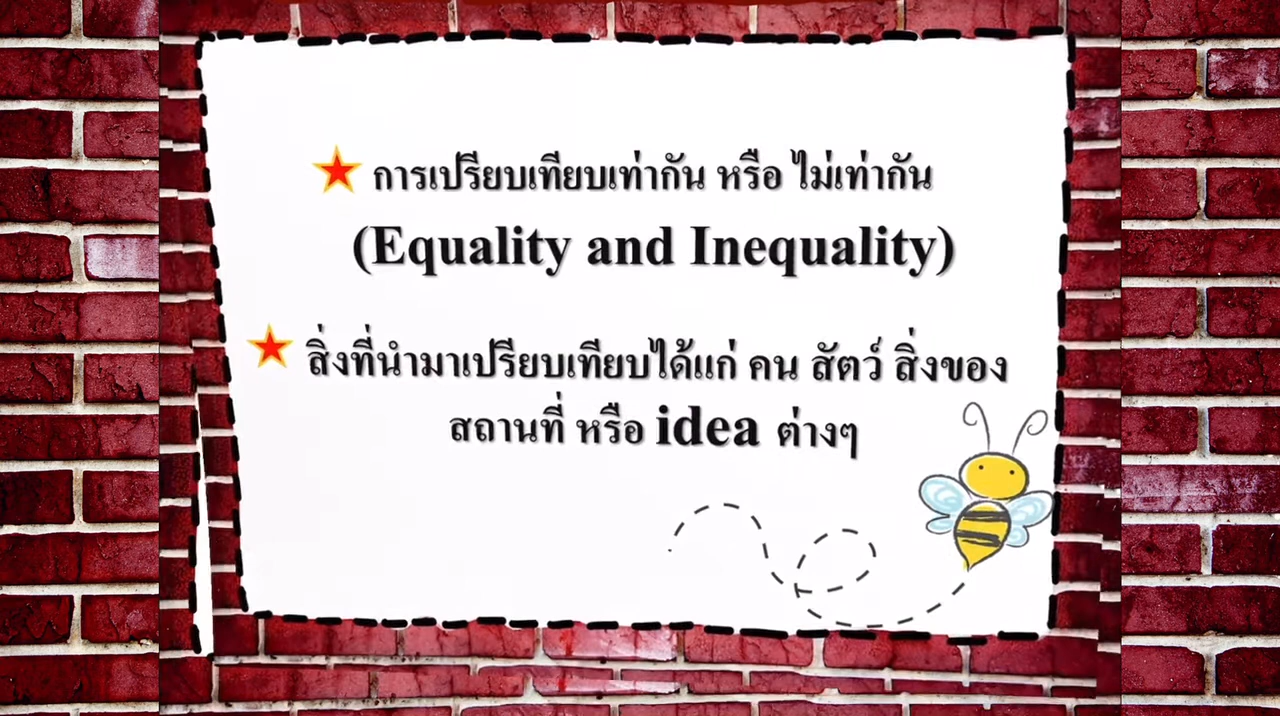 การเปรียบเทียบเท่ากัน หรือ ไม่เท่ากัน
(Equality and Inequality)
สิ่งที่นำมาเปรียบเทียบได้แก่ คน สัตว์ สิ่งของ
สถานที่ หรือ idea ต่างๆ